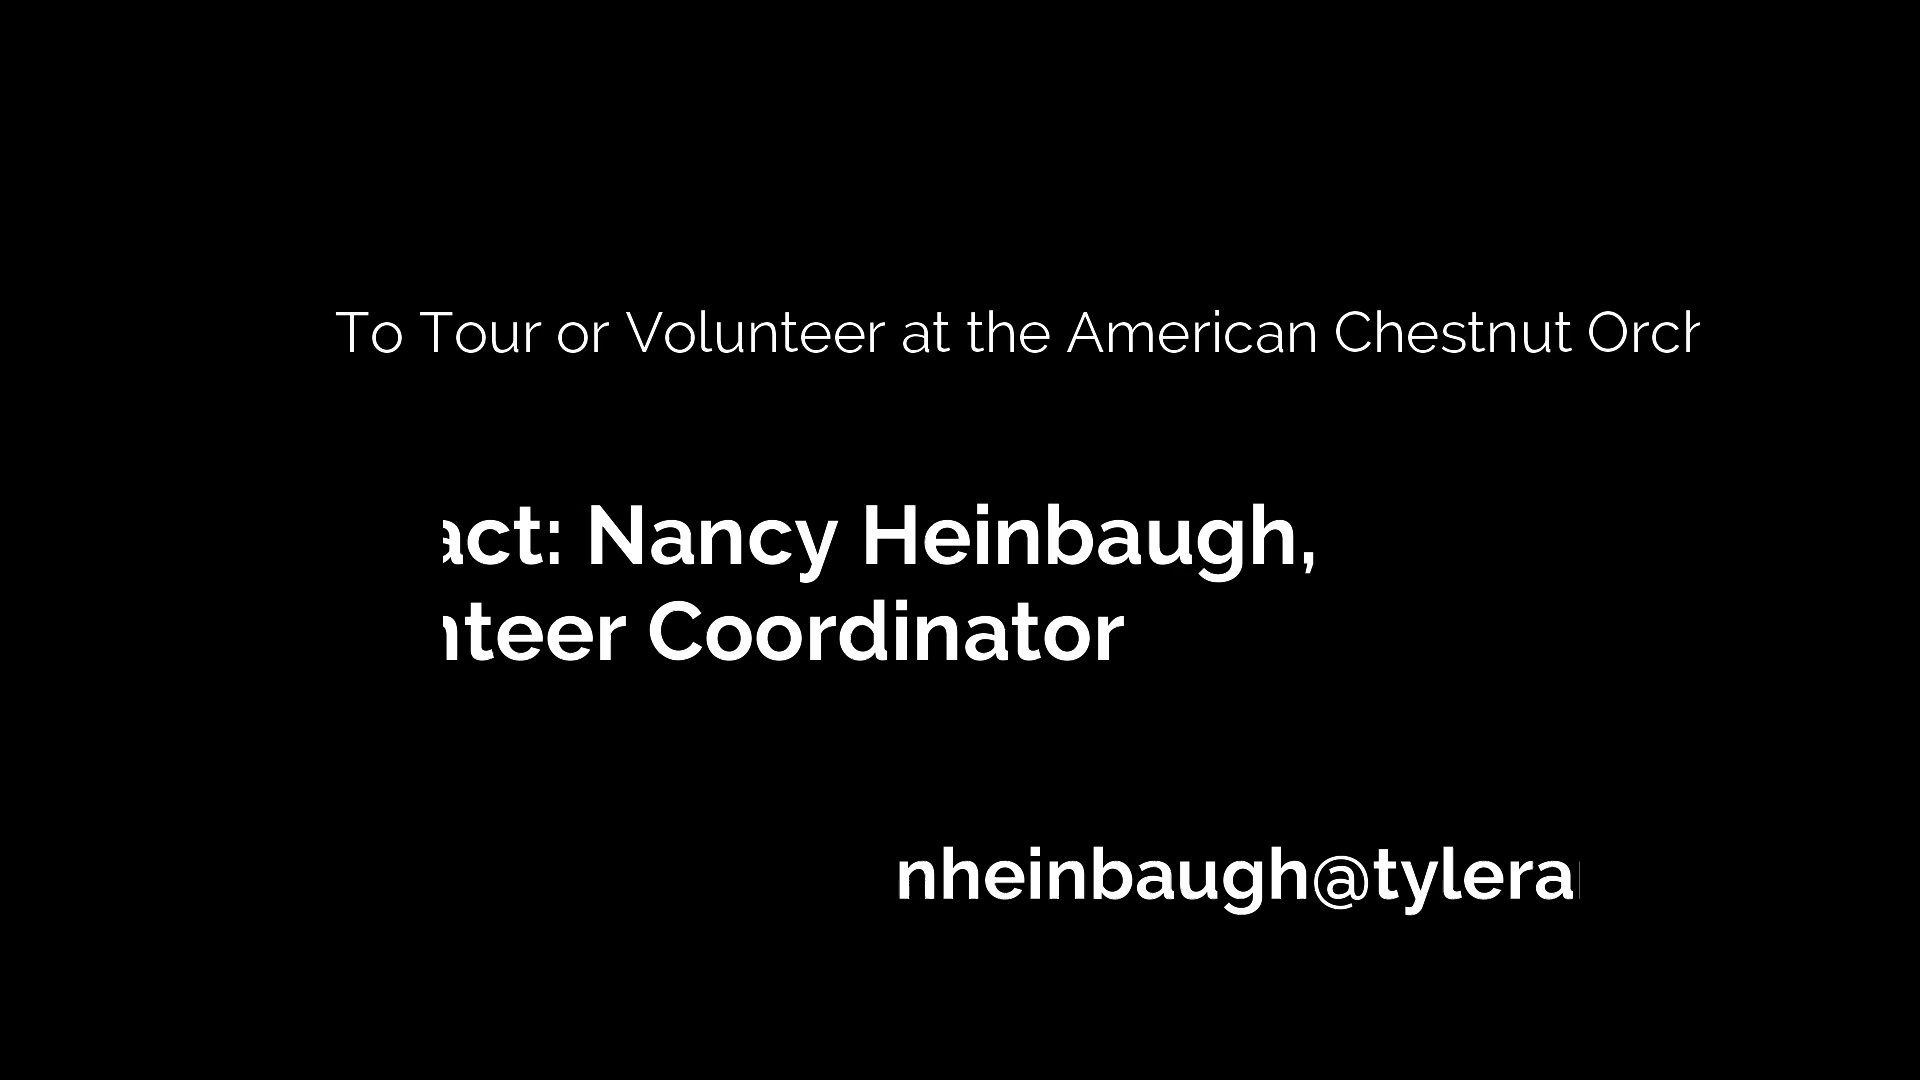 To Tour or Volunteer at the American Chestnut Orch
act: Nancy Heinbaugh,
nteer Coordinator
nheinbaugh@tylera